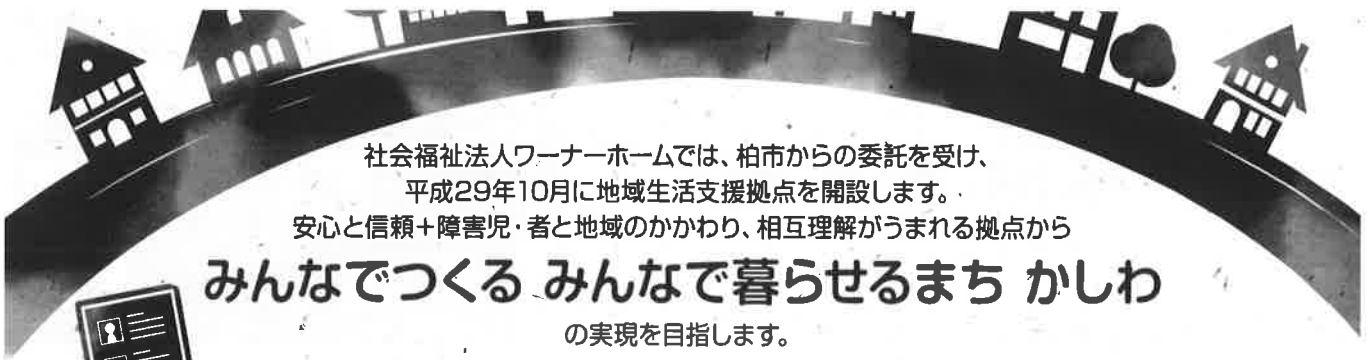 社会福祉法人ワーナーホームでは、柏市からの委託を受け、
平成29年10月に地域生活支援拠点を開設します。
安心と信頼＋障害児・者と地域のかかわり、相互理解がうまれる拠点から
みんなでつくる みんなで暮らせるまち かしわ
の実現を目指します。